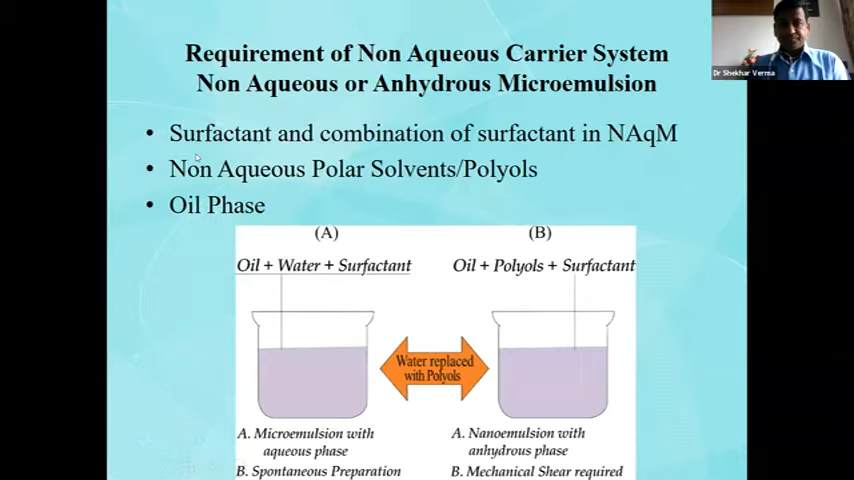 Requirement of Non Aqueous Carrier System
Non Aqueous or Anhydrous Microemulsion
Dr Shekhar Verma
• Surfactant and combination of surfactant in NAqM
• Non Aqueous Polar Solvents/Polyols
• Oil Phase
(A)
Oil + Water + Surfactant
(B)
Oil + Polyols + Surfactant
Water replaced
with Polyols
A. Microemulsion with
aqueous phase
B. Spontaneous Preparation
A. Nanoemulsion with
anhydrous phase
B. Mechanical Shear required